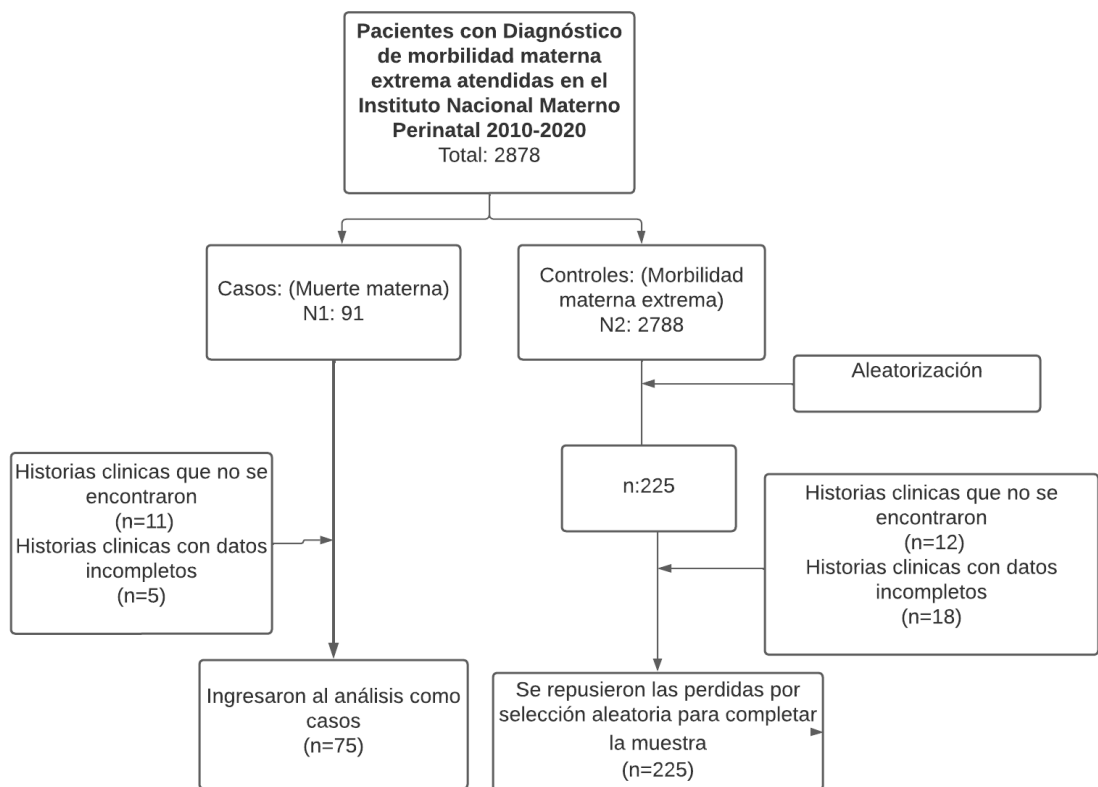 Pacientes con Diagnóstico
de morbilidad materna
extrema atendidas en el
Instituto Nacional Materno
Perinatal 2010-2020
Total: 2878
Casos: (Muerte materna)
N1: 91
Controles: (Morbilidad
materna extrema)
N2: 2788
Aleatorización
Historias clinicas que no se
encontraron
(n=11)
Historias clinicas con datos
incompletos
(n=5)
n:225
Historias clinicas que no se
encontraron
(n=12)
Historias clinicas con datos
incompletos
(n=18)
Ingresaron al análisis como
casos
(n=75)
Se repusieron las perdidas por
selección aleatoria para completar
la muestra
(n=225)